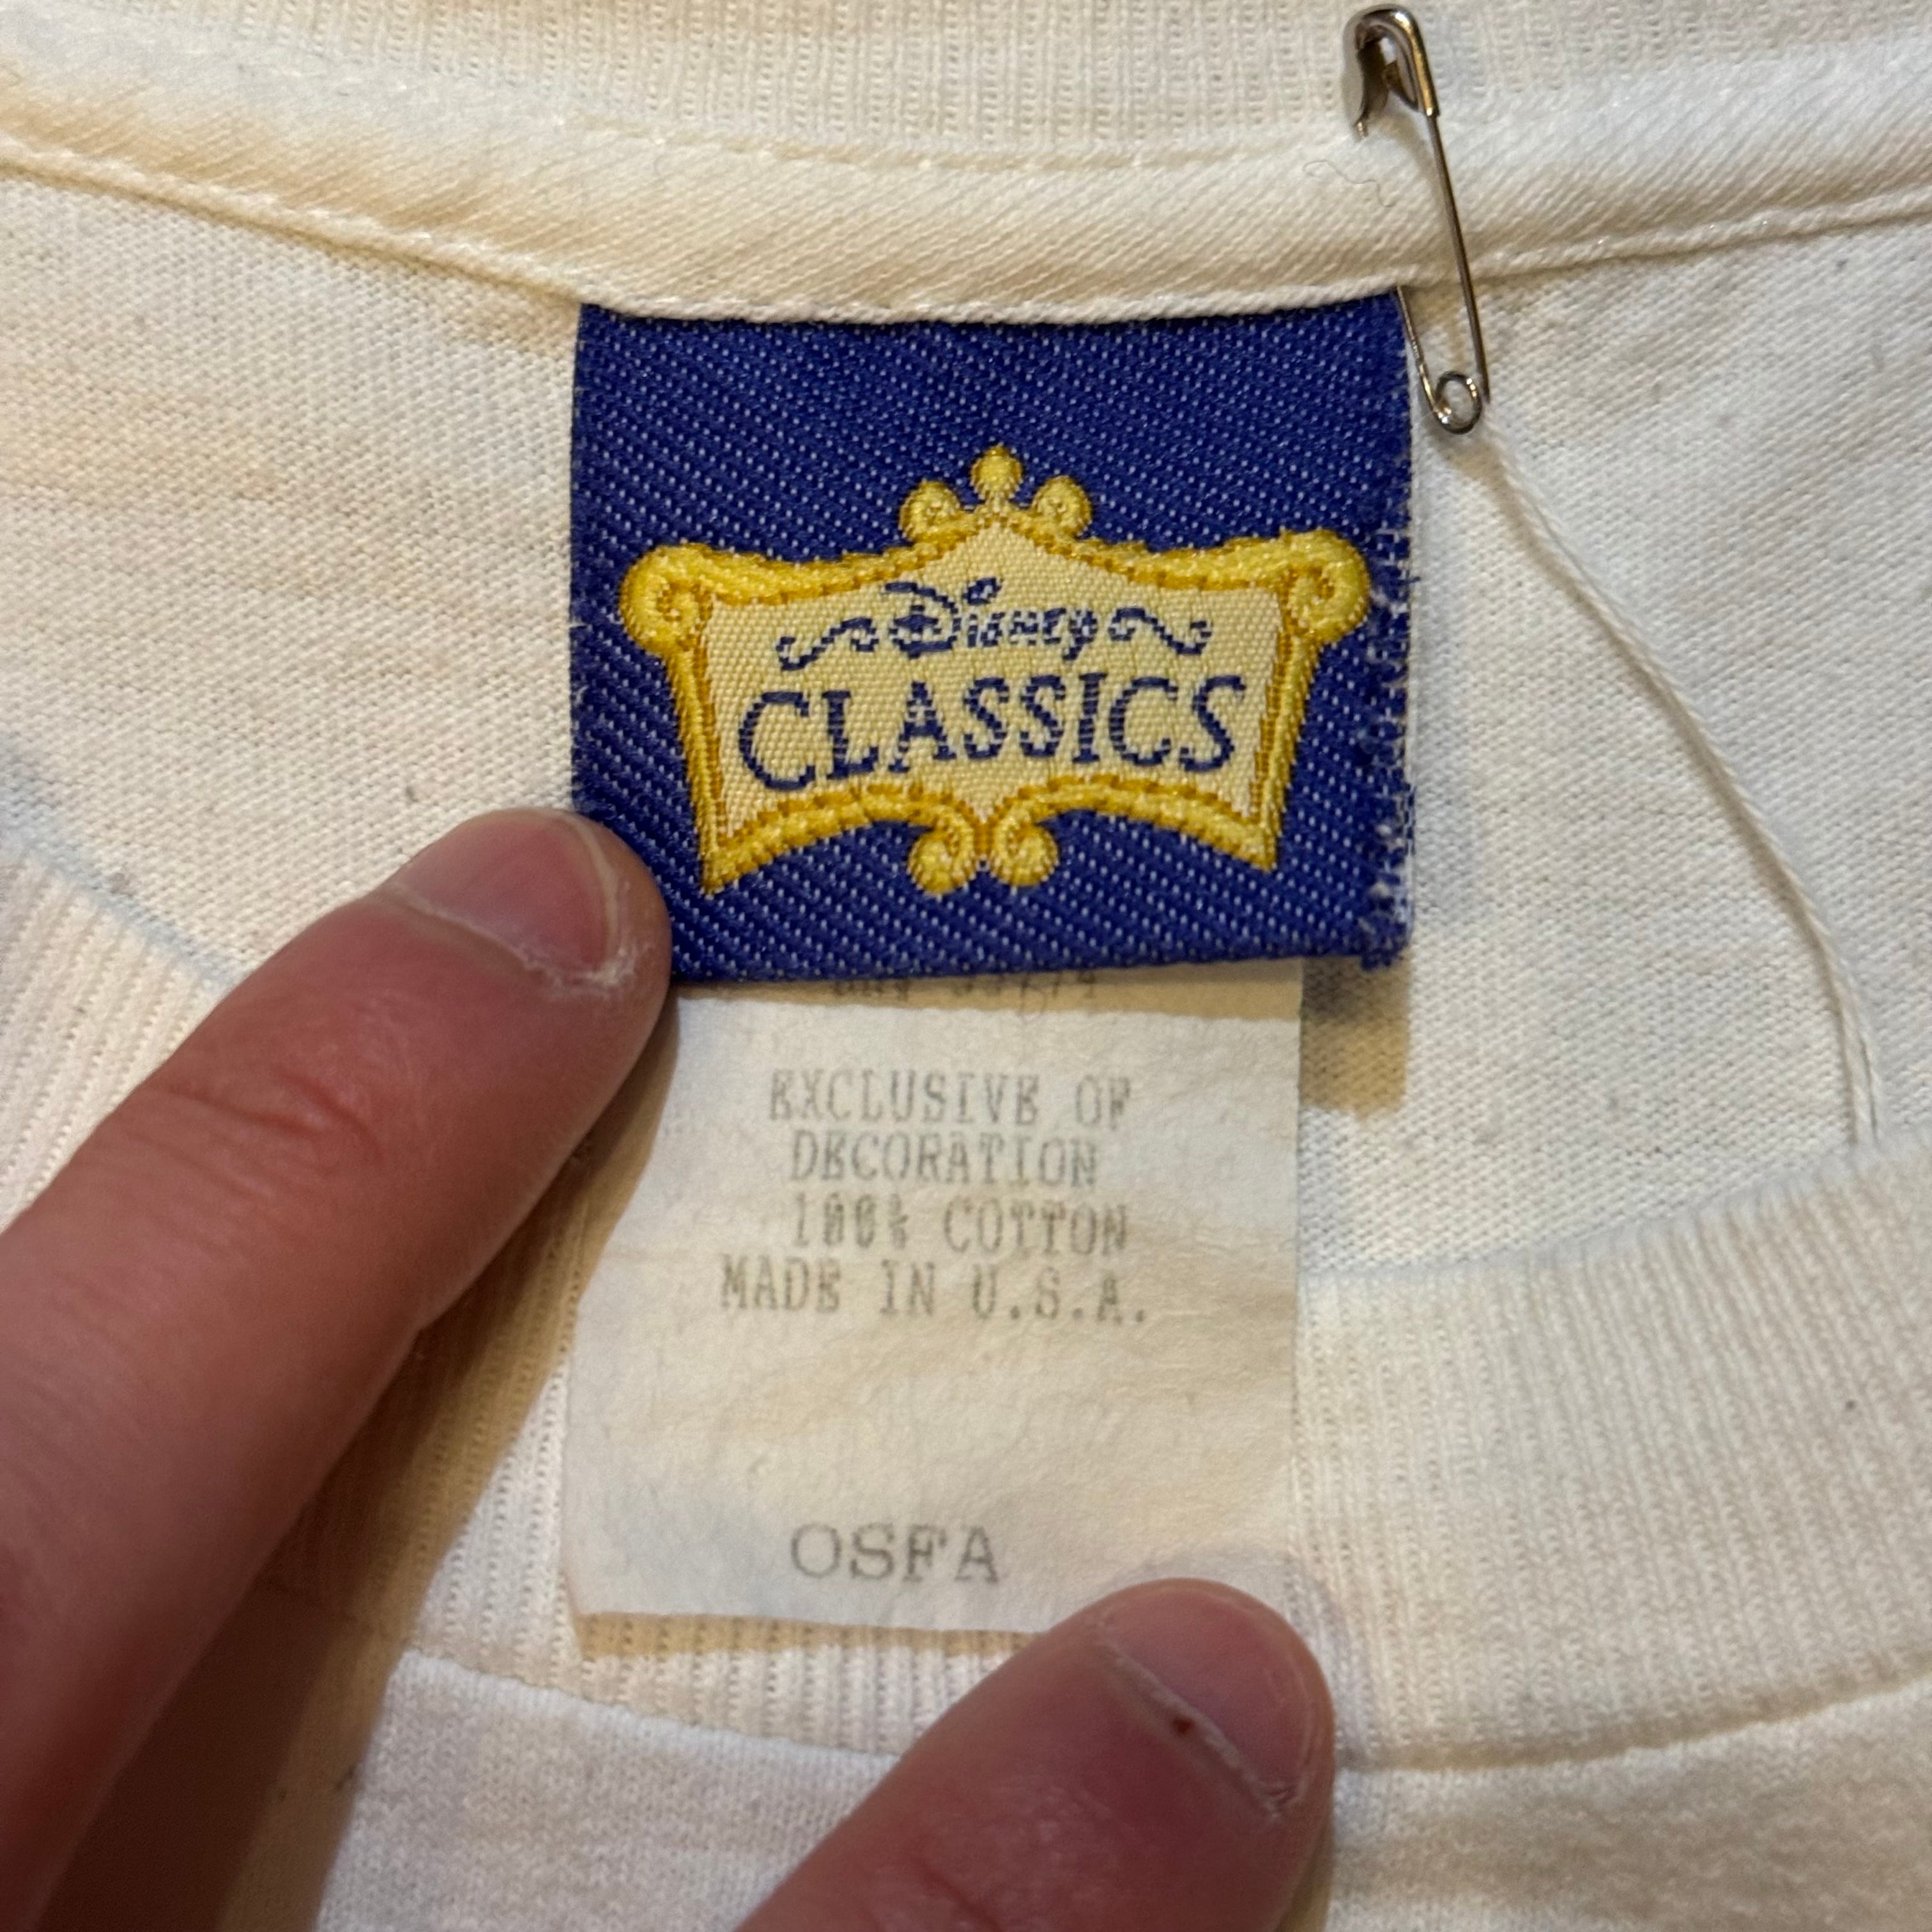 Disney
CLASSICS
EXCLUSIVE OF
DECORATION
100% COTTON
MADE IN U.S.A.
OSFA